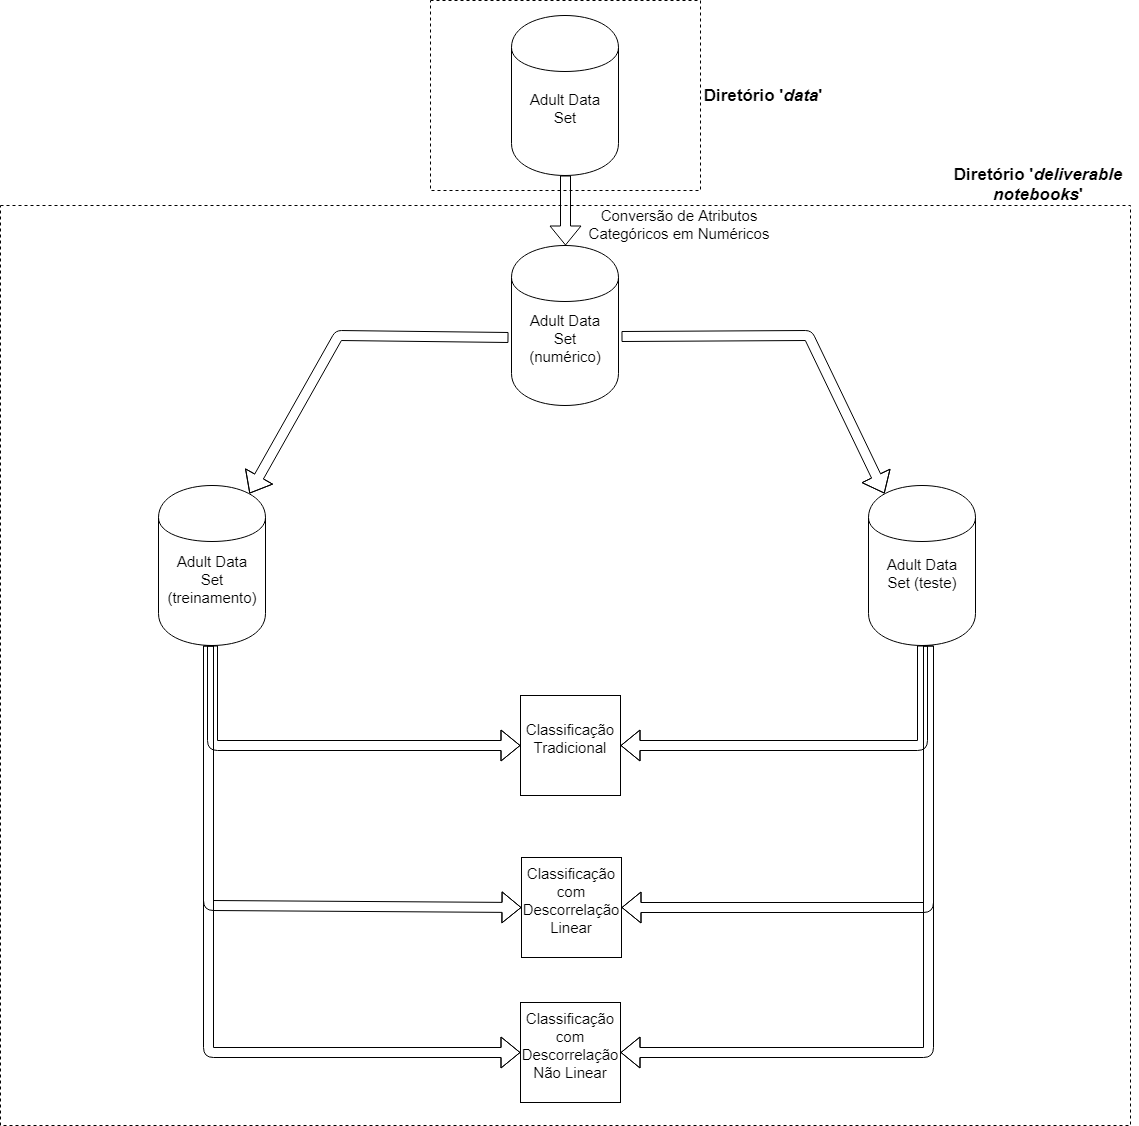 Adult Data
Set
Diretório 'data'
Diretório 'deliverable
notebooks'
Conversão de Atributos
Categóricos em Numéricos
Adult Data
Set
(numérico)
Adult Data
Set
(treinamento)
Adult Data
Set (teste)
Classificação
Tradicional
Classificação
com
Descorrelação
Linear
Classificação
com
Descorrelação
Não Linear